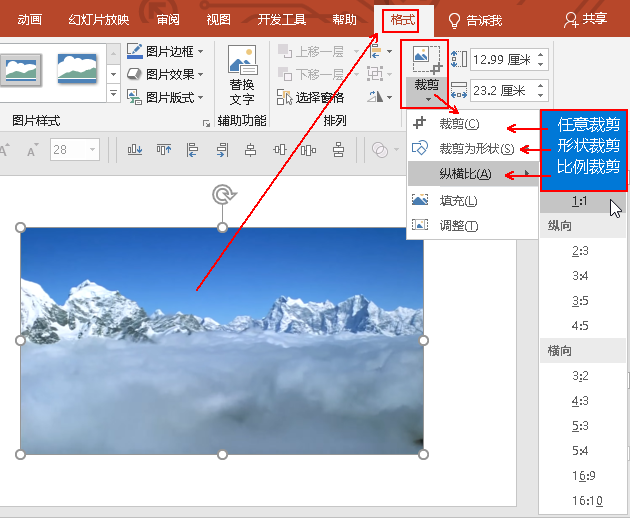 动画 幻灯片放映 审阅 视图 开发工具 帮助 格式 告诉我 共享
图片边框
图片效果
图片版式
图片样式
替换
文字
辅助功能
上移一层
下移一层
选择窗格
排列
裁剪
12.99 厘米
23.2 厘米
28
裁剪(C)
裁剪为形状(S)
纵横比(A)
填充(L)
调整(T)
任意裁剪
形状裁剪
比例裁剪
1:1
纵向
2:3
3:4
3:5
4:5
横向
3:2
4:3
5:3
5:4
16:9
16:10